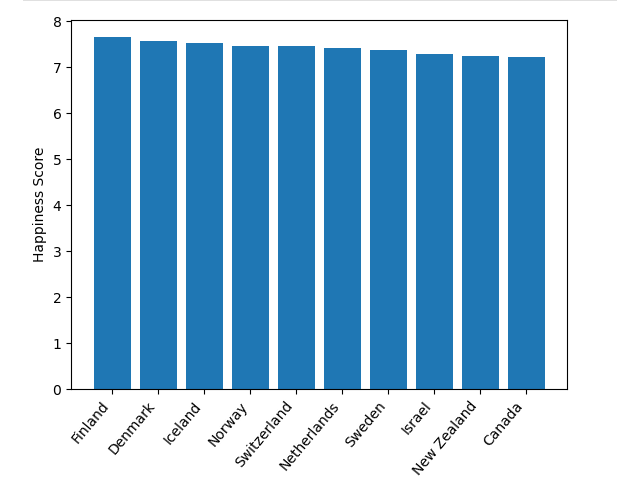 8
7
6
5
4
3
2
1
0
Happiness Score
Finland
Denmark
Iceland
Norway
Switzerland
Netherlands
Sweden
Israel
New Zealand
Canada